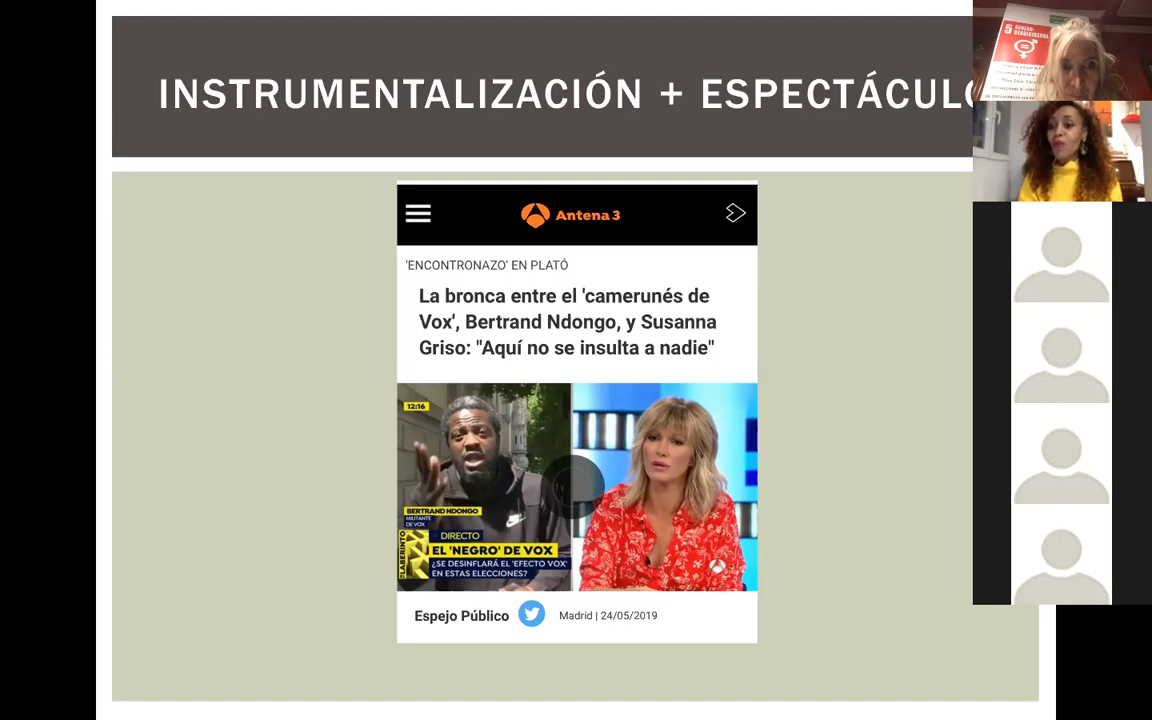 INSTRUMENTALIZACIÓN + ESPECTÁCULO
Antena 3
'ENCONTRONAZO' EN PLATÓ
La bronca entre el 'camerunés de
Vox', Bertrand Ndongo, y Susanna
Griso: "Aquí no se insulta a nadie"
12:16
BERTRAND NDONGO
MILITANTE
DE VOX
#LABERINTO
DIRECTO
EL 'NEGRO' DE VOX
¿SE DESINFLARÁ EL 'EFECTO VOX'
EN ESTAS ELECCIONES?
Espejo Público
Madrid | 24/05/2019
5